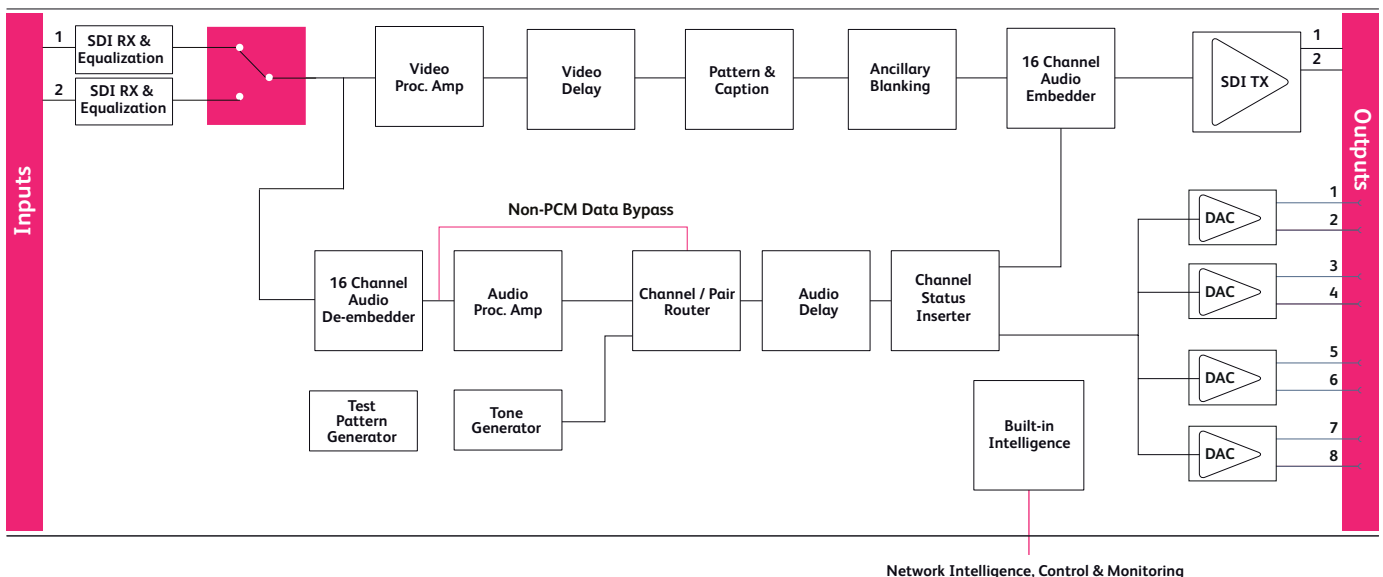 Inputs
1
SDI RX &
Equalization
2
SDI RX &
Equalization
Video
Proc. Amp
Video
Delay
Pattern &
Caption
Ancillary
Blanking
16 Channel
Audio
Embedder
SDI TX
1
2
Outputs
Non-PCM Data Bypass
16 Channel
Audio
De-embedder
Audio
Proc. Amp
Channel / Pair
Router
Audio
Delay
Channel
Status
Inserter
DAC
1
2
DAC
3
4
DAC
5
6
DAC
7
8
Test
Pattern
Generator
Tone
Generator
Built-in
Intelligence
Network Intelligence, Control & Monitoring